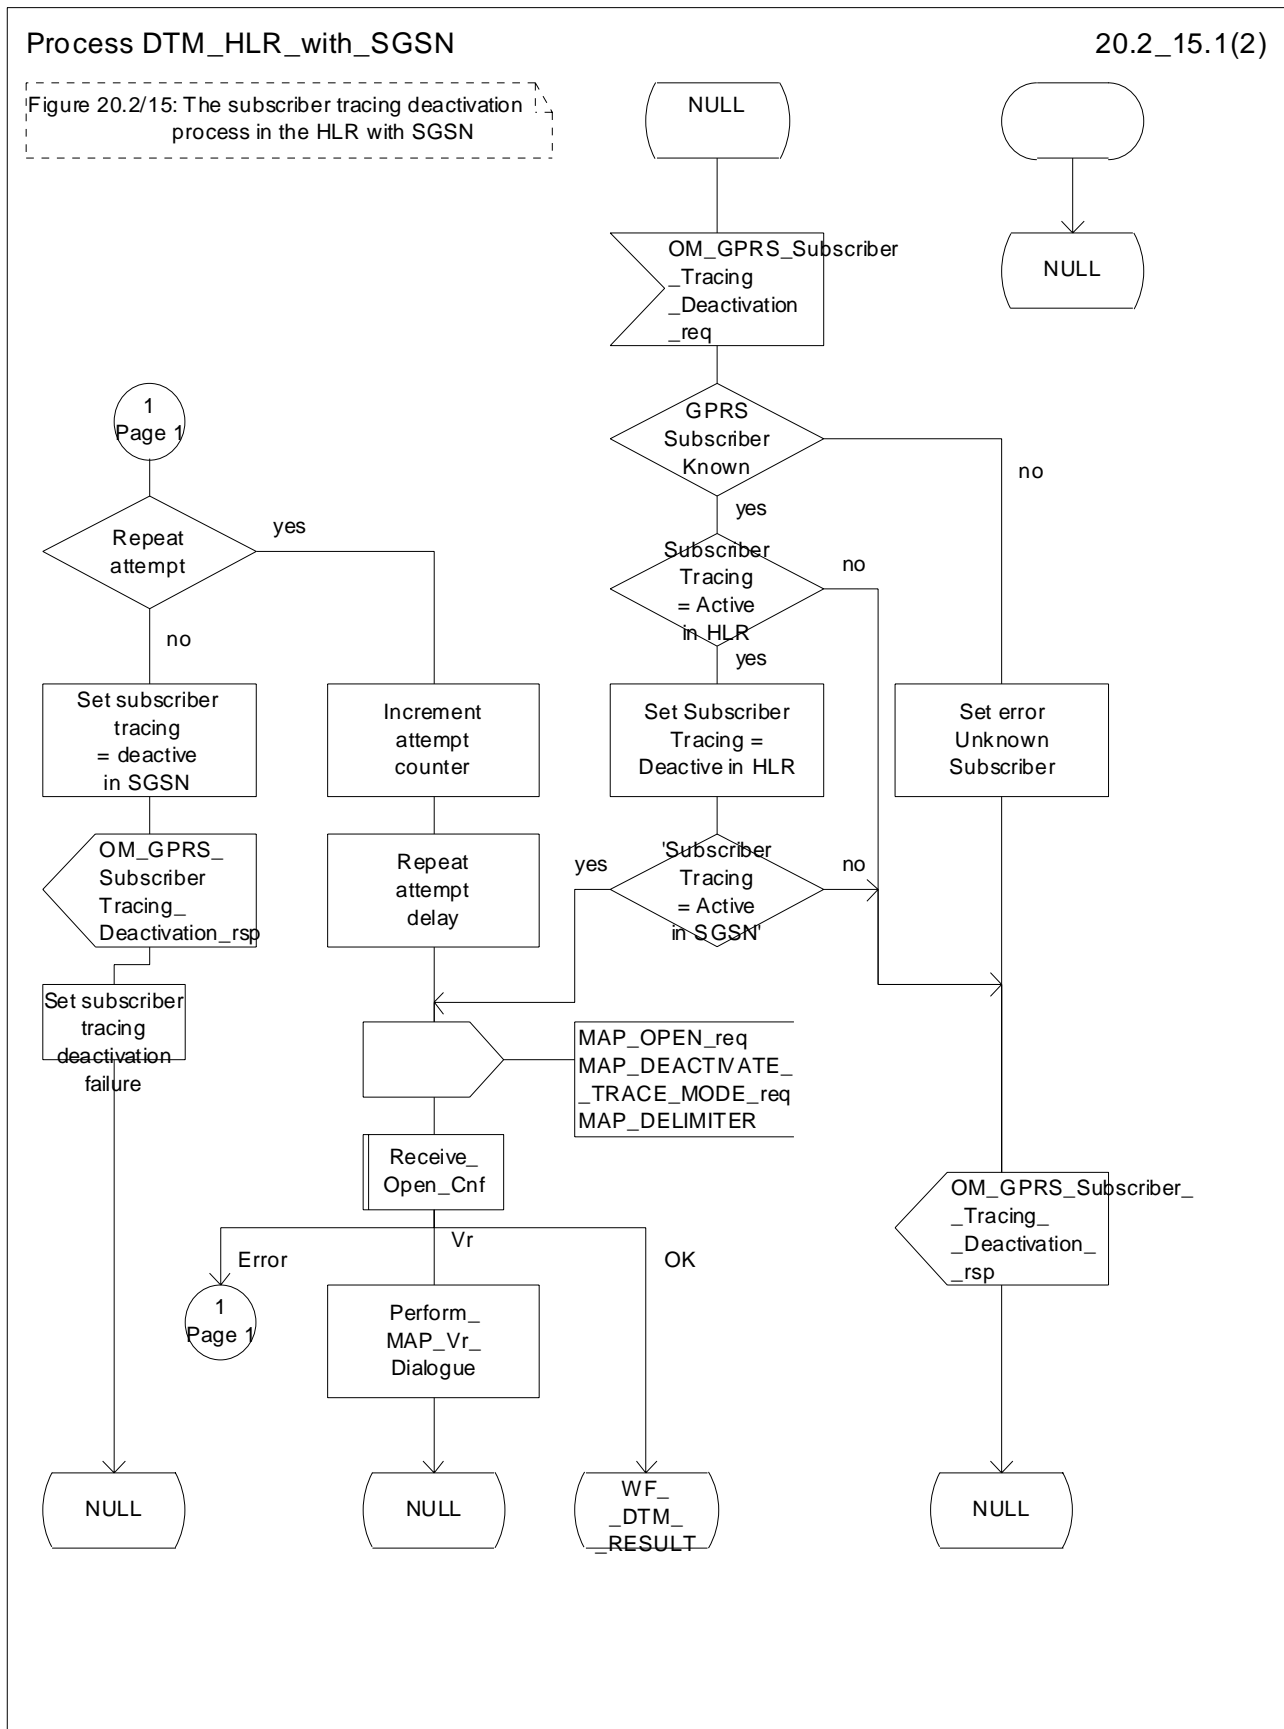 Process DTM_HLR_with_SGSN
20.2_15.1(2)
Figure 20.2/15: The subscriber tracing deactivation
process in the HLR with SGSN
NULL
OM_GPRS_Subscriber
_Tracing
_Deactivation
_req
NULL
GPRS
Subscriber
Known
no
yes
1
Page 1
Repeat
attempt
yes
no
Subscriber
Tracing
= Active
in HLR
no
yes
Set subscriber
tracing
= deactive
in SGSN
Increment
attempt
counter
Set Subscriber
Tracing =
Deactive in HLR
Set error
Unknown
Subscriber
OM_GPRS_
Subscriber
Tracing_
Deactivation_rsp
Repeat
attempt
delay
yes
'Subscriber
Tracing
= Active
in SGSN'
no
Set subscriber
tracing
deactivation
failure
MAP_OPEN_req
MAP_DEACTIVATE_
_TRACE_MODE_req
MAP_DELIMITER
Receive_
Open_Cnf
OM_GPRS_Subscriber_
_Tracing_
_Deactivation_
_rsp
Error
Vr
OK
1
Page 1
Perform_
MAP_Vr_
Dialogue
NULL
NULL
WF_
_DTM_
_RESULT
NULL